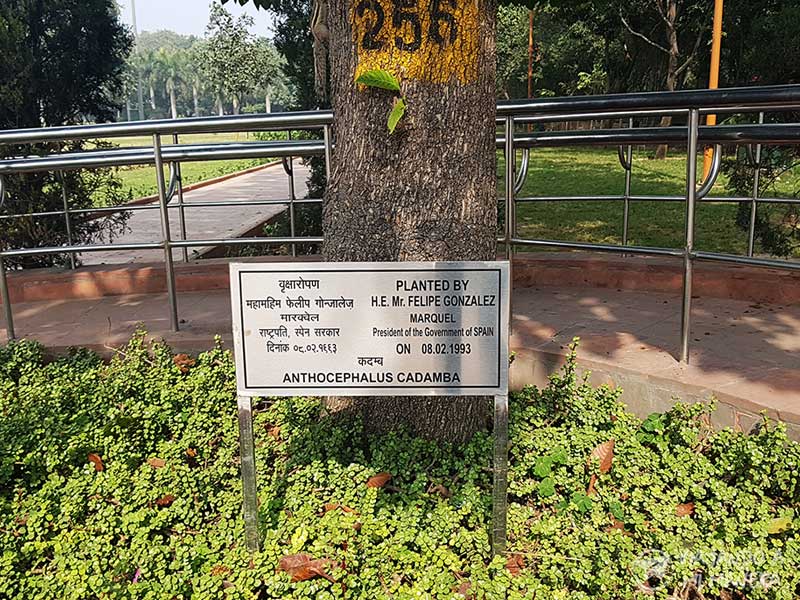 256
वृक्षारोपण
महामहिम फेलीप गोन्जालेज़
मारक्वेल
राष्ट्रपति, स्पेन सरकार
दिनांक ०८.०२.१९९३
PLANTED BY
H.E. Mr. FELIPE GONZALEZ
MARQUEL
President of the Government of SPAIN
ON 08.02.1993
कदम्ब
ANTHOCEPHALUS CADAMBA